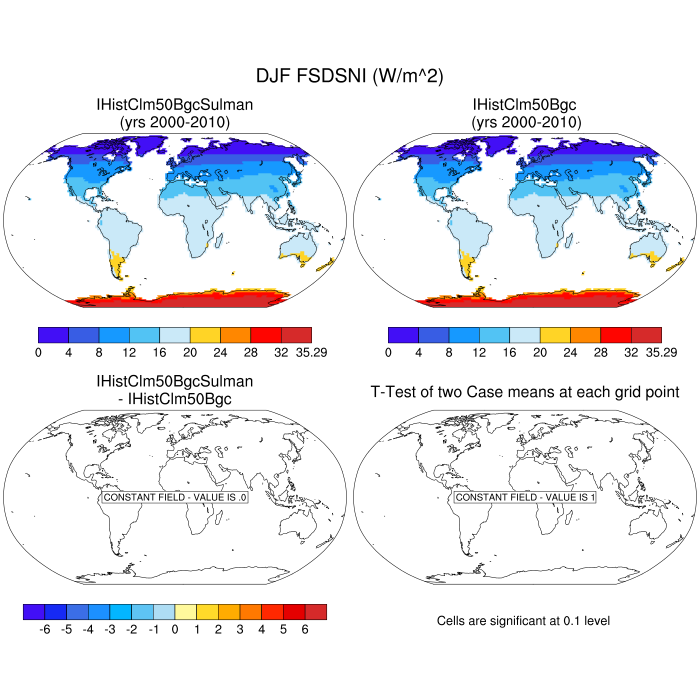 DJF FSDSNI (W/m^2)
IHistClm50BgcSulman
(yrs 2000-2010)
IHistClm50Bgc
(yrs 2000-2010)
0 4 8 12 16 20 24 28 32 35.29
0 4 8 12 16 20 24 28 32 35.29
IHistClm50BgcSulman
- IHistClm50Bgc
T-Test of two Case means at each grid point
CONSTANT FIELD - VALUE IS .0
CONSTANT FIELD - VALUE IS 1
-6 -5 -4 -3 -2 -1 0 1 2 3 4 5 6
Cells are significant at 0.1 level